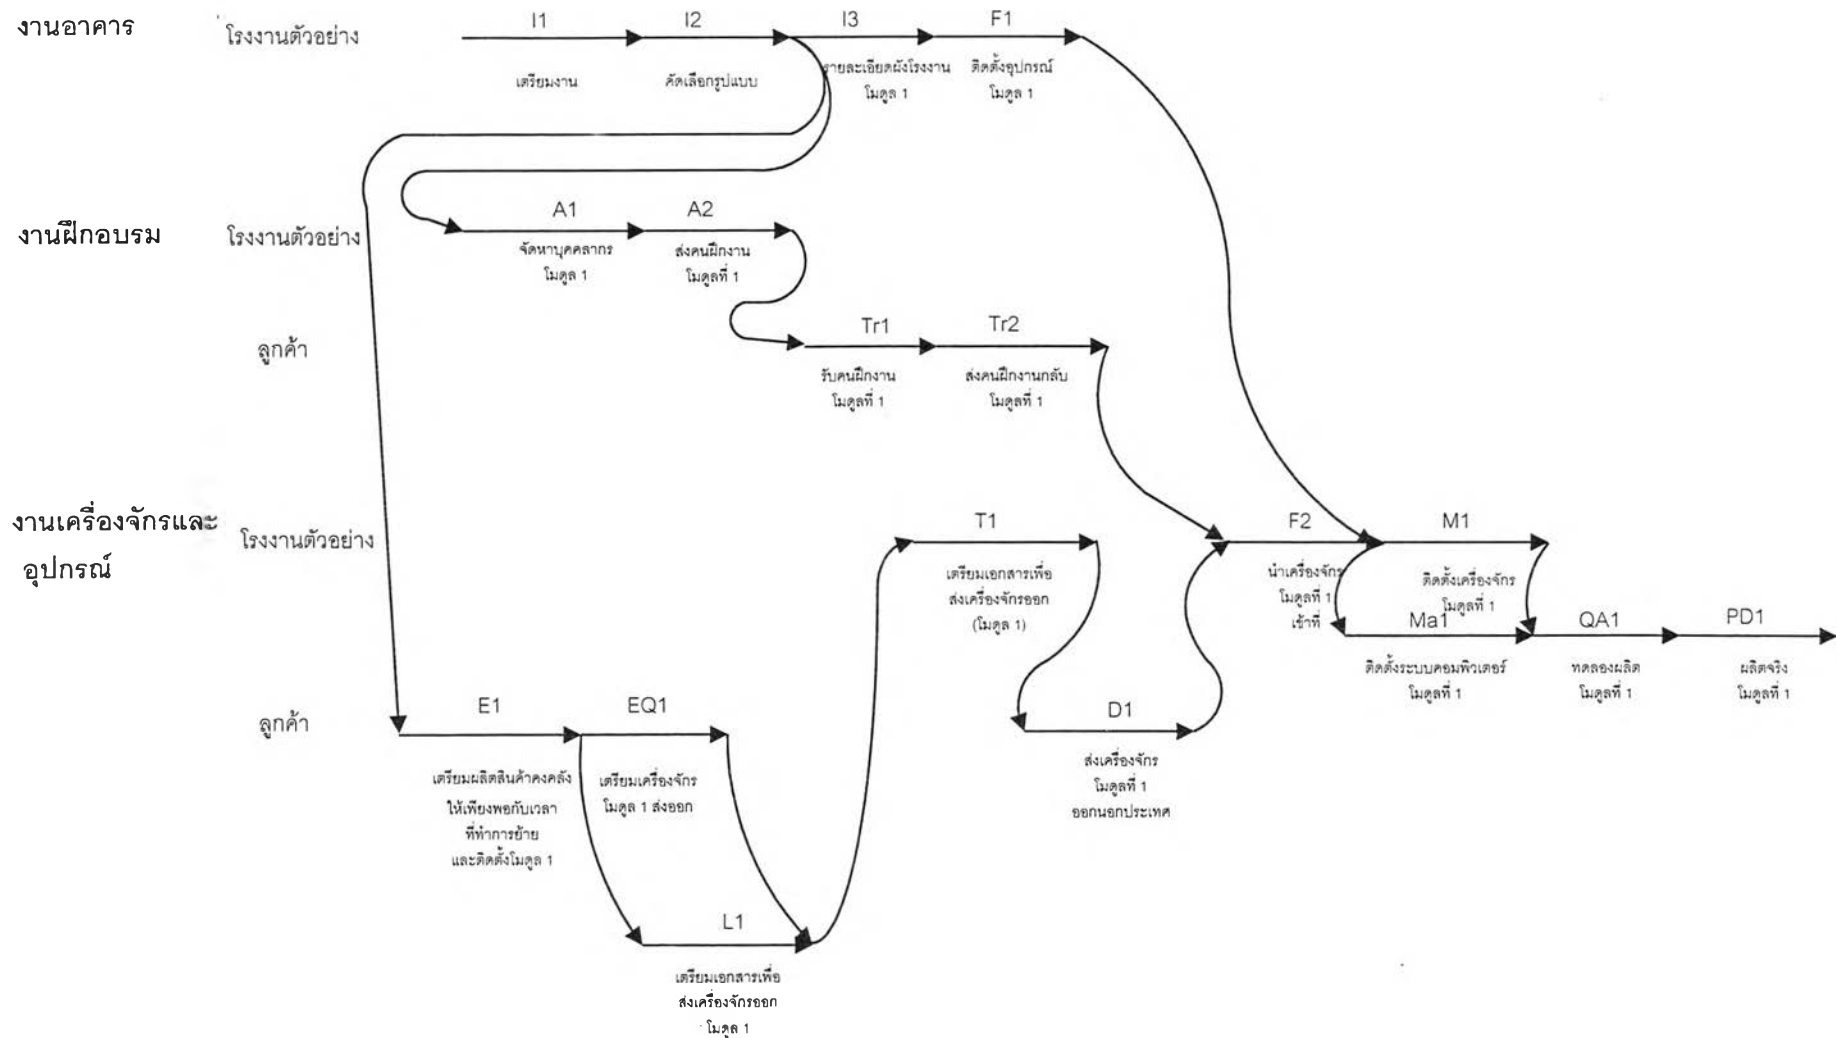 งานอาคาร
โรงงานตัวอย่าง
I1
I2
I3
F1
เตรียมงาน
คัดเลือกรูปแบบ
รายละเอียดผังโรงงาน
โมดูล 1
ติดตั้งอุปกรณ์
โมดูล 1
งานฝึกอบรม
โรงงานตัวอย่าง
A1
A2
จัดหาบุคคลากร
โมดูล 1
ส่งคนฝึกงาน
โมดูลที่ 1
ลูกค้า
Tr1
Tr2
รับคนฝึกงาน
โมดูลที่ 1
ส่งคนฝึกงานกลับ
โมดูลที่ 1
งานเครื่องจักรและ
อุปกรณ์
โรงงานตัวอย่าง
T1
F2
M1
เตรียมเอกสารเพื่อ
ส่งเครื่องจักรออก
(โมดูล 1)
นำเครื่องจักร
โมดูลที่ 1
เข้าที่
ติดตั้งเครื่องจักร
โมดูลที่ 1
Ma1
QA1
PD1
ติดตั้งระบบคอมพิวเตอร์
โมดูลที่ 1
ทดลองผลิต
โมดูลที่ 1
ผลิตจริง
โมดูลที่ 1
ลูกค้า
E1
EQ1
D1
เตรียมผลิตสินค้าคงคลัง
ให้เพียงพอกับเวลา
ที่ทำการย้าย
และติดตั้งโมดูล 1
เตรียมเครื่องจักร
โมดูล 1 ส่งออก
ส่งเครื่องจักร
โมดูลที่ 1
ออกนอกประเทศ
L1
เตรียมเอกสารเพื่อ
ส่งเครื่องจักรออก
โมดูล 1